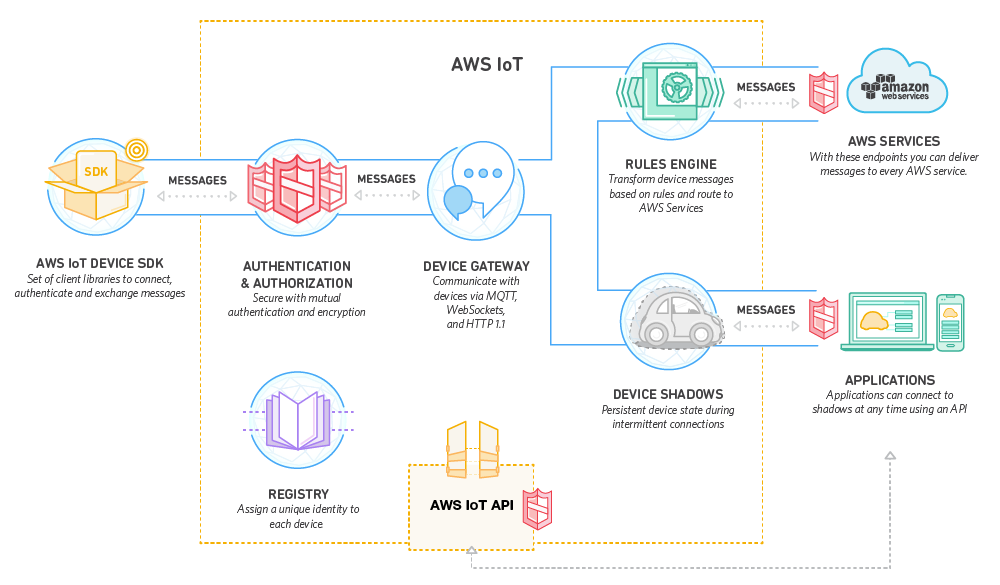 AWS IoT
SDK
MESSAGES
MESSAGES
MESSAGES
amazon
web services
AWS IoT DEVICE SDK
Set of client libraries to connect,
authenticate and exchange messages
AUTHENTICATION
& AUTHORIZATION
Secure with mutual
authentication and encryption
DEVICE GATEWAY
Communicate with
devices via MQTT,
WebSockets,
and HTTP 1.1
RULES ENGINE
Transform device messages
based on rules and route to
AWS Services
AWS SERVICES
With these endpoints you can deliver
messages to every AWS service.
MESSAGES
DEVICE SHADOWS
Persistent device state during
intermittent connections
APPLICATIONS
Applications can connect to
shadows at any time using an API
REGISTRY
Assign a unique identity to
each device
AWS IoT API